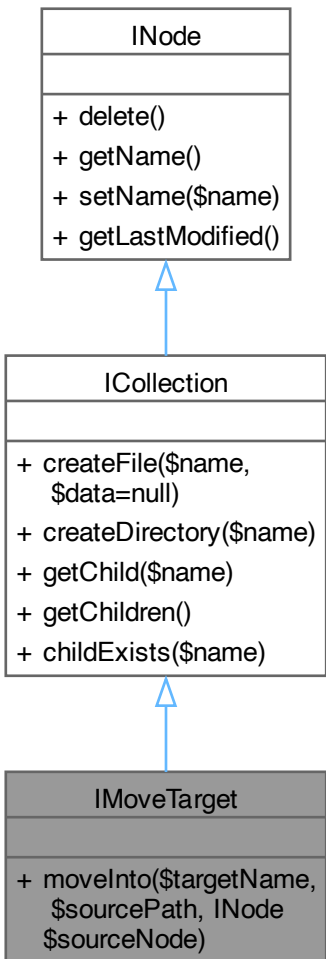 INode
+ delete()
+ getName()
+ setName($name)
+ getLastModified()
ICollection
+ createFile($name,
$data=null)
+ createDirectory($name)
+ getChild($name)
+ getChildren()
+ childExists($name)
IMoveTarget
+ moveInto($targetName,
$sourcePath, INode
$sourceNode)